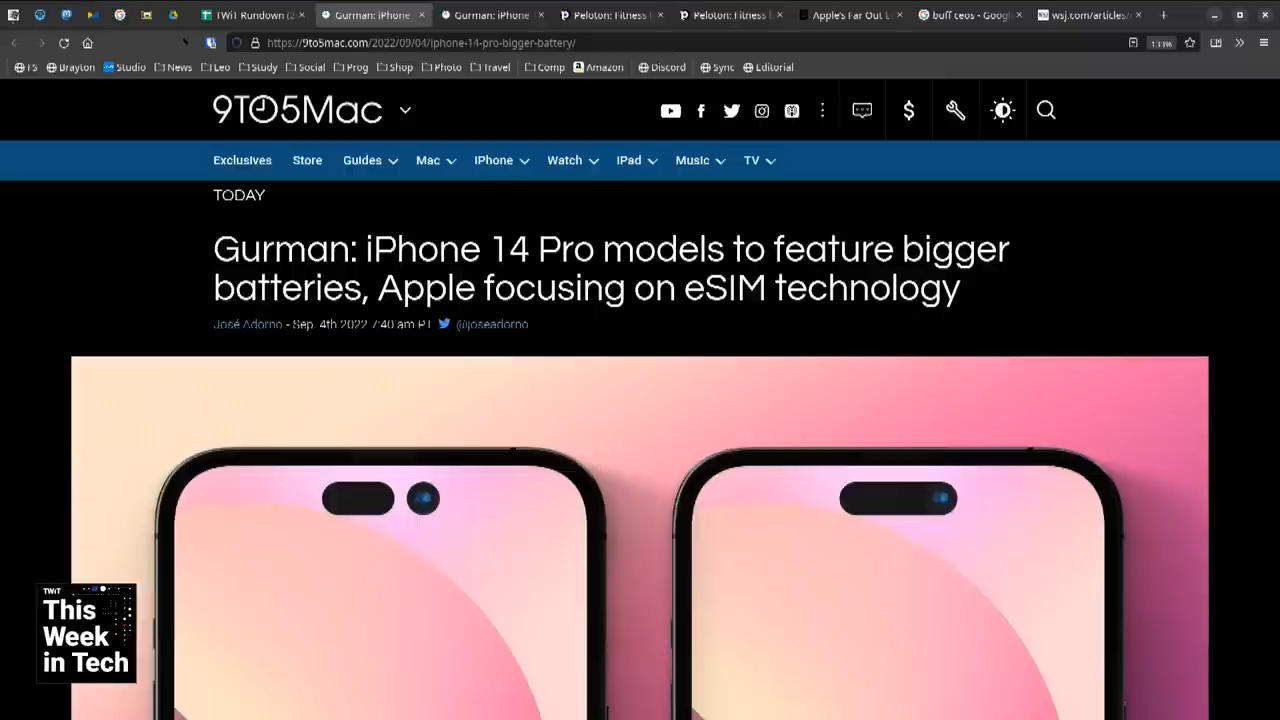 TWiT Rundown (2
Gurman: iPhone
Gurman: iPhone
Peloton: Fitness
Peloton: Fitness
Apple's Far Out
buff ceos - Googl
wsj.com/articles/
https://9to5mac.com/2022/09/04/iphone-14-pro-bigger-battery/
133%
FS
Brayton
Studio
News
Leo
Study
Social
Prog
Shop
Photo
Travel
Comp
Amazon
Discord
Sync
Editorial
9TO5Mac
Exclusives
Store
Guides
Mac
iPhone
Watch
iPad
Music
TV
TODAY
Gurman: iPhone 14 Pro models to feature bigger
batteries, Apple focusing on eSIM technology
José Adorno - Sep. 4th 2022 7:40 am PT @joseadorno
TWiT
This
Week
in Tech